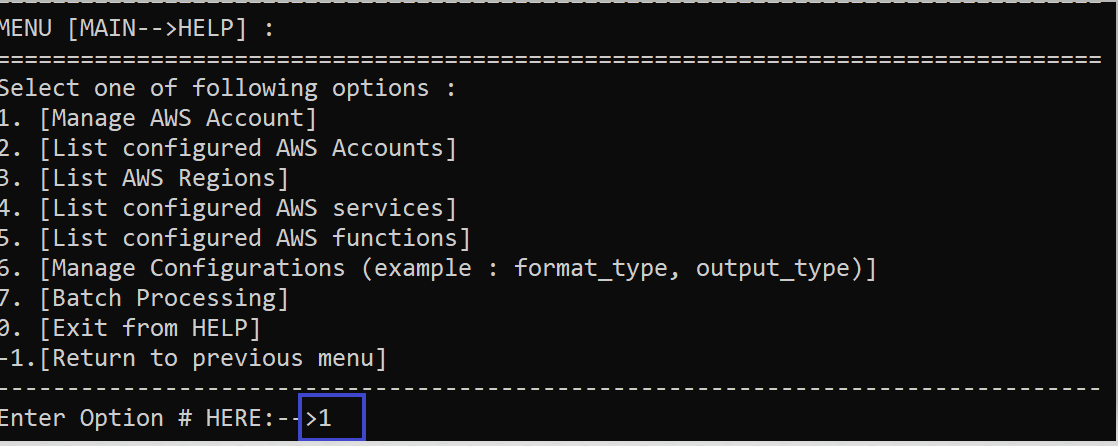 MENU [MAIN-->HELP] :
===============================================================================
Select one of following options :
1. [Manage AWS Account]
2. [List configured AWS Accounts]
3. [List AWS Regions]
4. [List configured AWS services]
5. [List configured AWS functions]
6. [Manage Configurations (example : format_type, output_type)]
7. [Batch Processing]
0. [Exit from HELP]
-1.[Return to previous menu]
-------------------------------------------------------------------------------
Enter Option # HERE:-->1